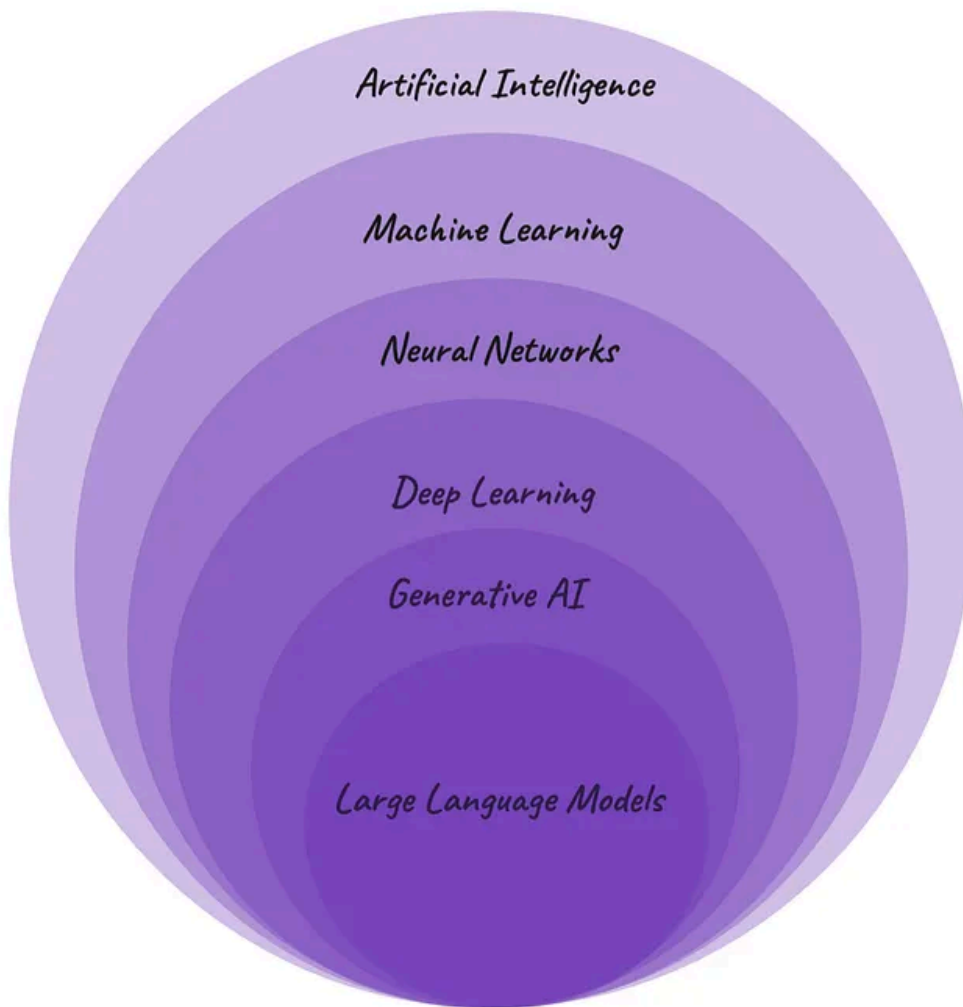 Artificial Intelligence
Machine Learning
Neural Networks
Deep Learning
Generative AI
Large Language Models